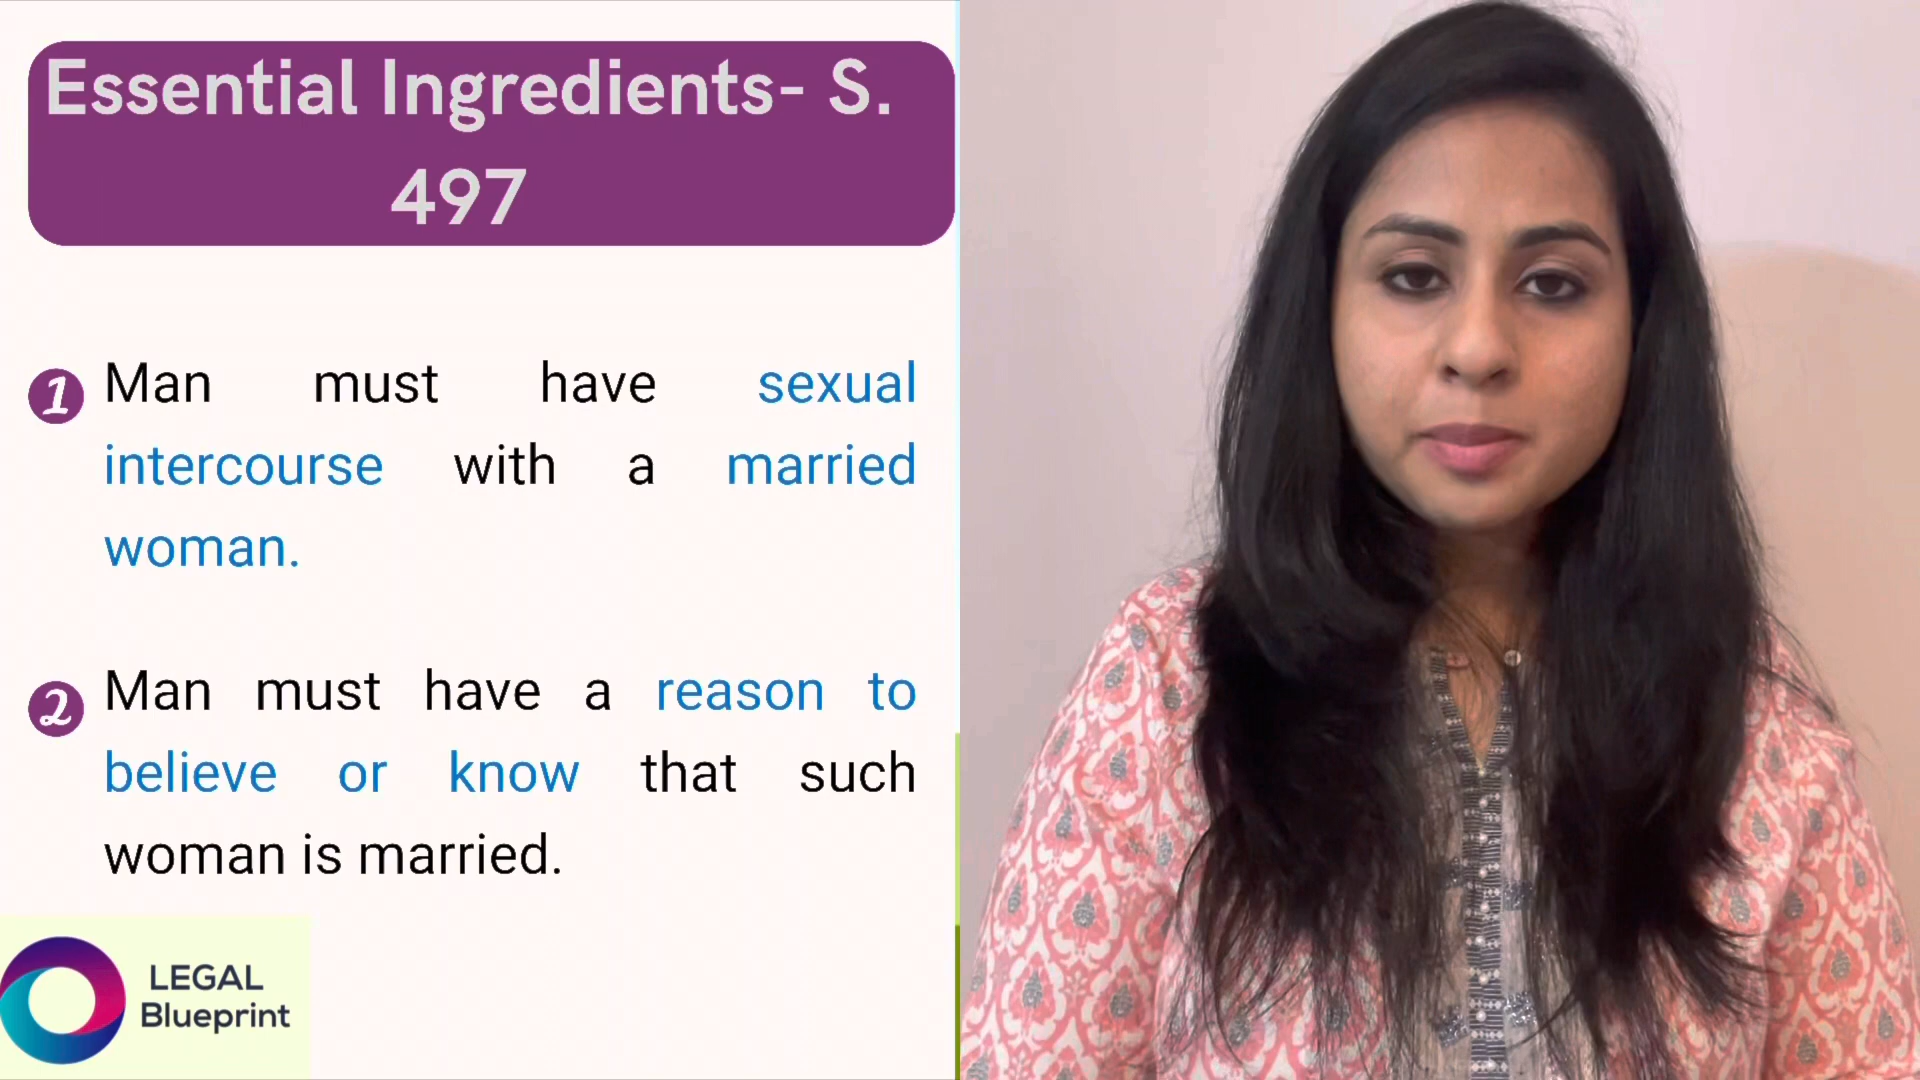 Essential Ingredients- S.
497
1 Man must have sexual
intercourse with a married
woman.
2 Man must have a reason to
believe or know that such
woman is married.
LEGAL
Blueprint